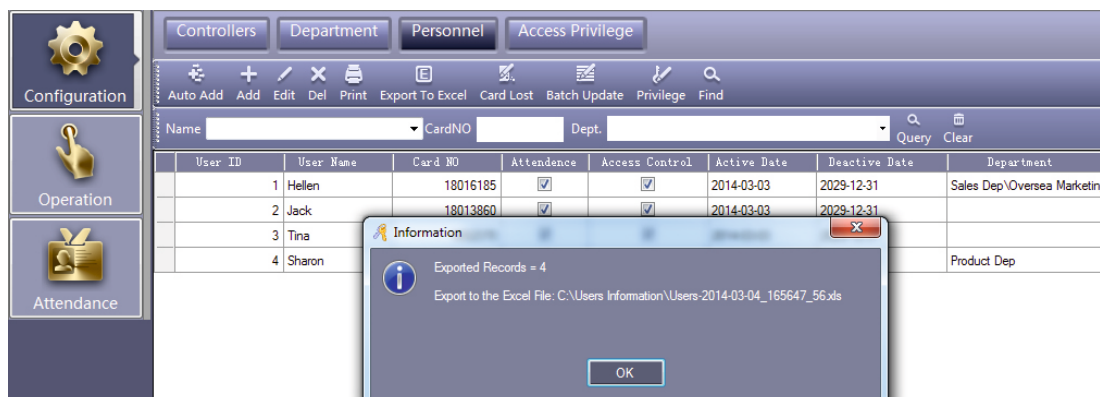 Controllers Department Personnel Access Privilege
Configuration
Auto Add Add Edit Del Print Export To Excel Card Lost Batch Update Privilege Find
Name CardNO Dept. Query Clear
User ID User Name Card NO Attendence Access Control Active Date Deactive Date Department
1 Hellen 18016185 2014-03-03 2029-12-31 Sales Dep\Oversea Marketin
Operation
2 Jack 18013860 2014-03-03 2029-12-31
3 Tina
4 Sharon Product Dep
Attendance
Information
Exported Records = 4
Export to the Excel File: C:\Users Information\Users-2014-03-04_165647_56.xls
OK